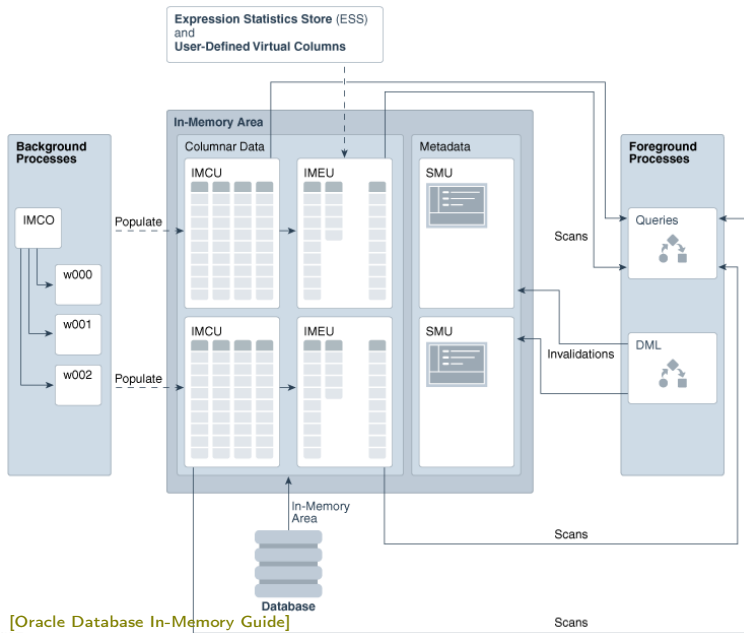 Expression Statistics Store (ESS)
and
User-Defined Virtual Columns
In-Memory Area
Background
Processes
Columnar Data
Metadata
Foreground
Processes
IMCU
IMEU
SMU
IMCO
Populate
Queries
Scans
w000
w001
IMCU
IMEU
SMU
DML
Invalidations
w002
Populate
In-Memory
Area
Scans
Database
[Oracle Database In-Memory Guide]
Scans